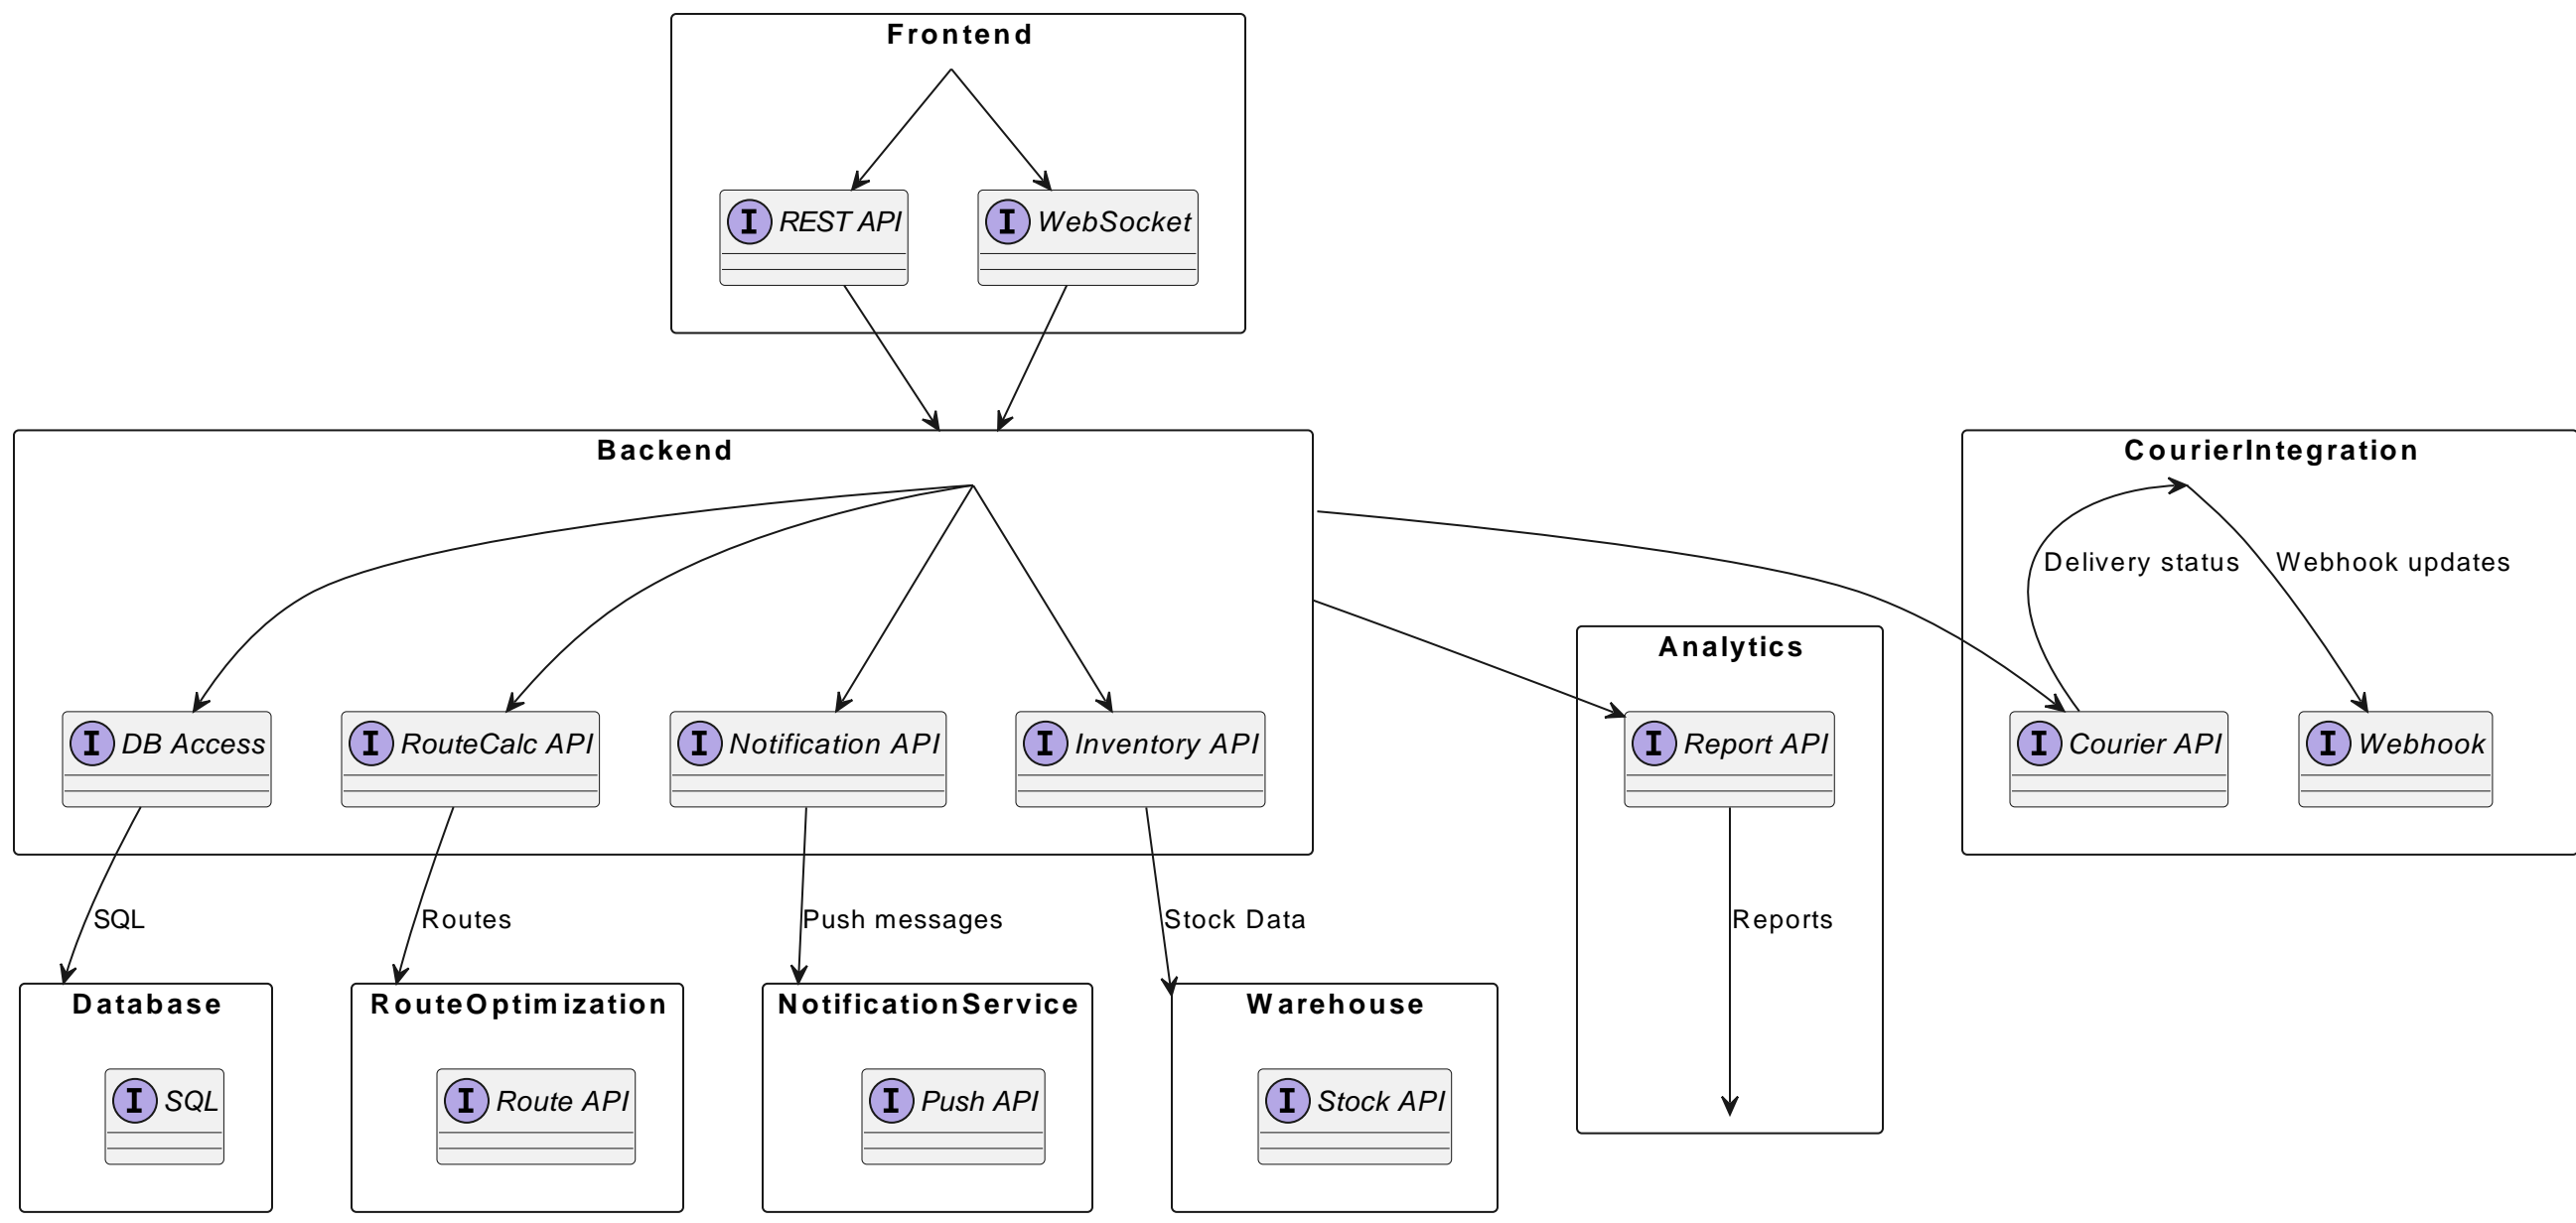 Frontend
I REST API
I WebSocket
Backend
CourierIntegration
Delivery status
Webhook updates
Analytics
I DB Access
I RouteCalc API
I Notification API
I Inventory API
I Report API
I Courier API
I Webhook
SQL
Routes
Push messages
Stock Data
Reports
Database
RouteOptimization
NotificationService
Warehouse
I SQL
I Route API
I Push API
I Stock API